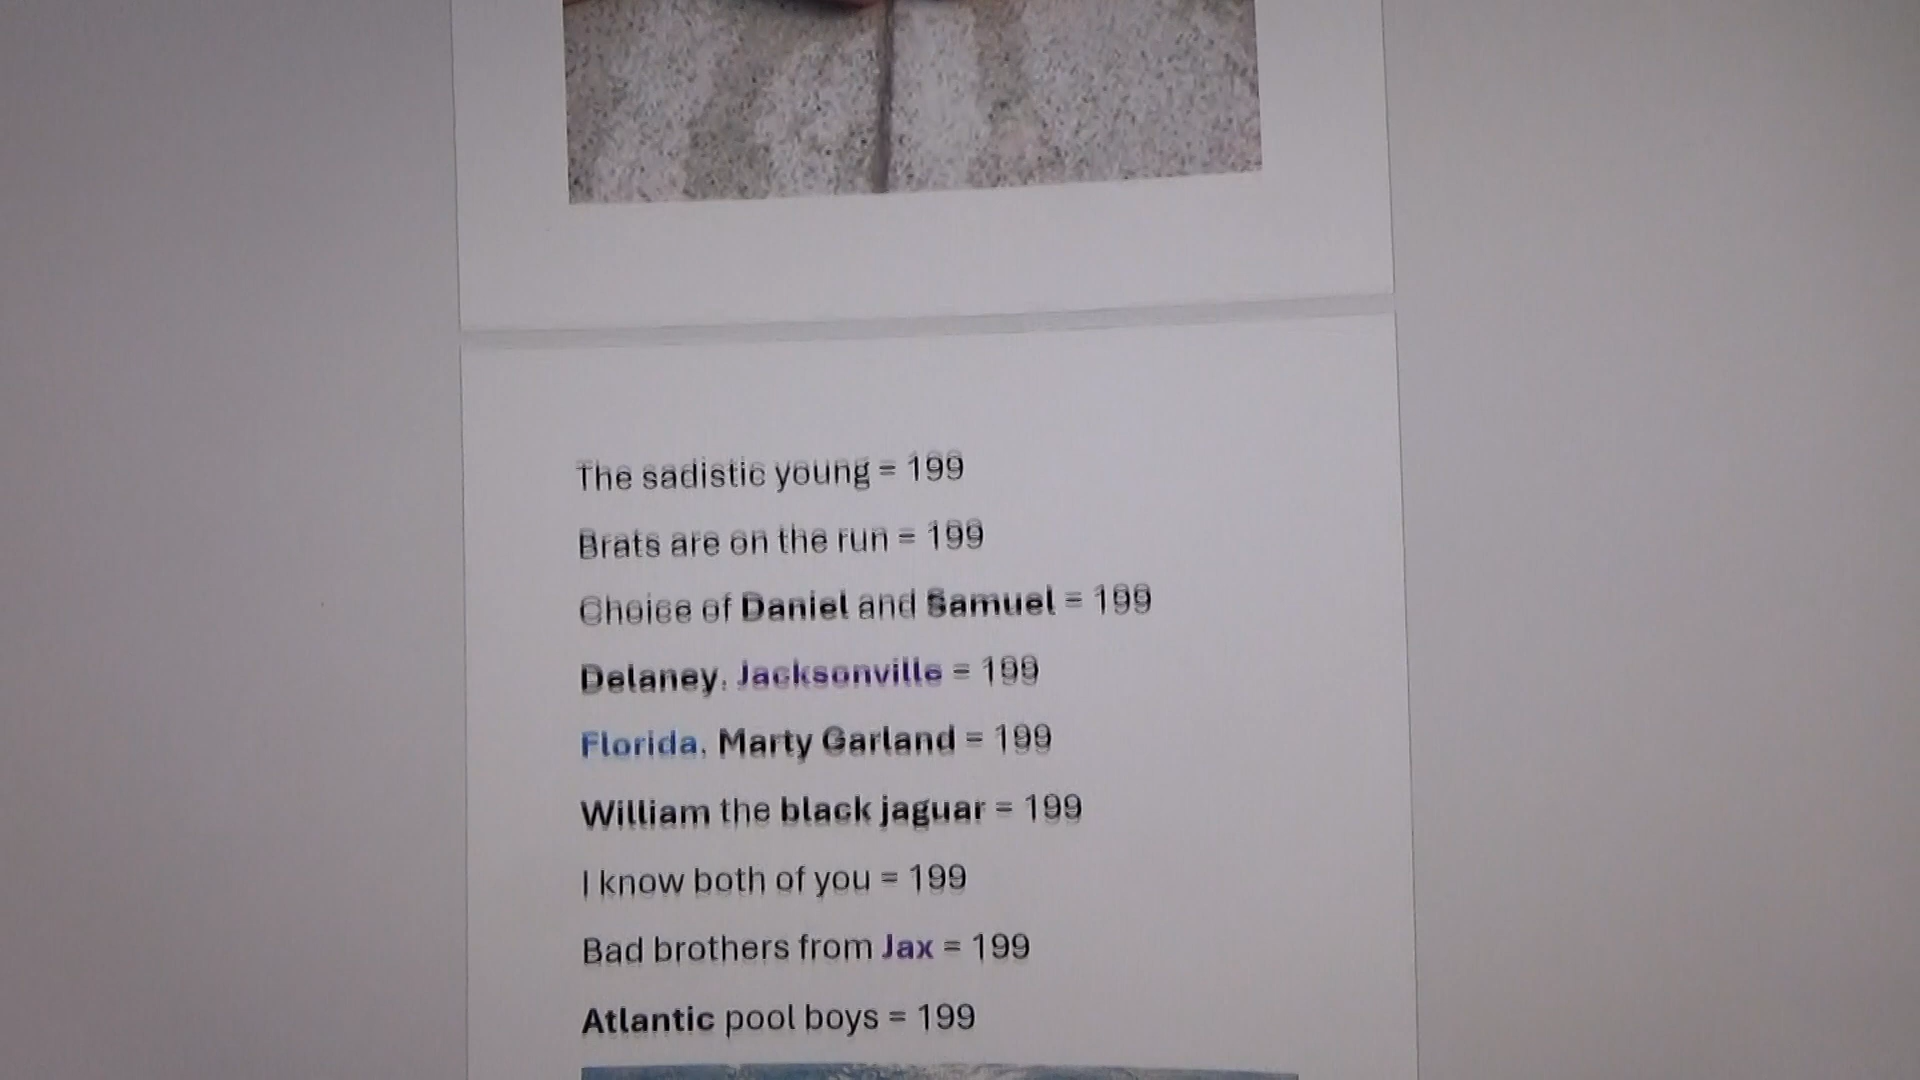 The sadistic young = 199
Brats are on the run = 199
Choice of Daniel and Samuel = 199
Delaney, Jacksonville = 199
Florida, Marty Garland = 199
William the black jaguar = 199
I know both of you = 199
Bad brothers from Jax = 199
Atlantic pool boys = 199